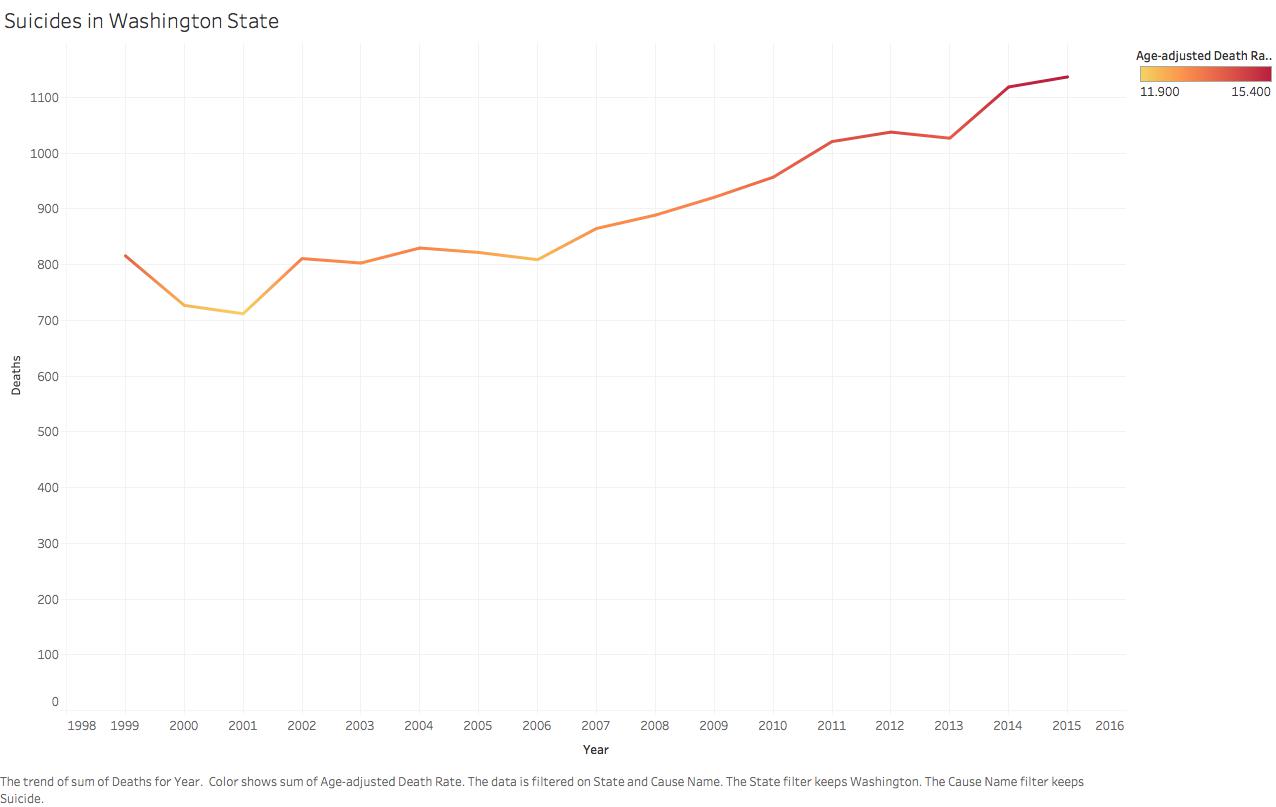 Suicides in Washington State
Age-adjusted Death Ra..
11.900 15.400
1100
1000
900
800
700
600
500
400
300
200
100
0
Deaths
1998 1999 2000 2001 2002 2003 2004 2005 2006 2007 2008 2009 2010 2011 2012 2013 2014 2015 2016
Year
The trend of sum of Deaths for Year. Color shows sum of Age-adjusted Death Rate. The data is filtered on State and Cause Name. The State filter keeps Washington. The Cause Name filter keeps
Suicide.